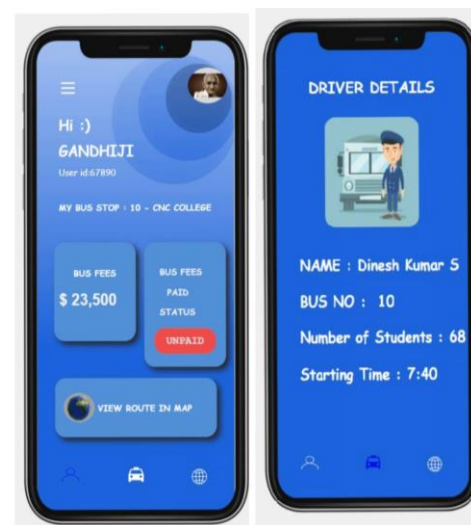 Hi :)
GANDHIJI
User id:67890
MY BUS STOP : 10 - CNC COLLEGE
BUS FEES
$ 23,500
BUS FEES
PAID
STATUS
UNPAID
VIEW ROUTE IN MAP
DRIVER DETAILS
NAME : Dinesh Kumar S
BUS NO : 10
Number of Students : 68
Starting Time : 7:40